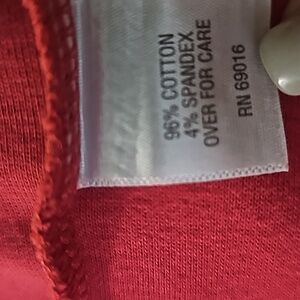 96% COTTON
4% SPANDEX
OVER FOR CARE
RN 69016